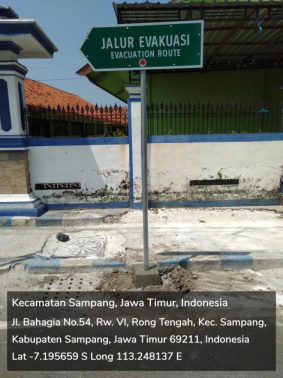 JALUR EVAKUASI
EVACUATION ROUTE
Kecamatan Sampang, Jawa Timur, Indonesia
Jl. Bahagia No.54, Rw. VI, Rong Tengah, Kec. Sampang,
Kabupaten Sampang, Jawa Timur 69211, Indonesia
Lat -7.195659 S Long 113.248137 E